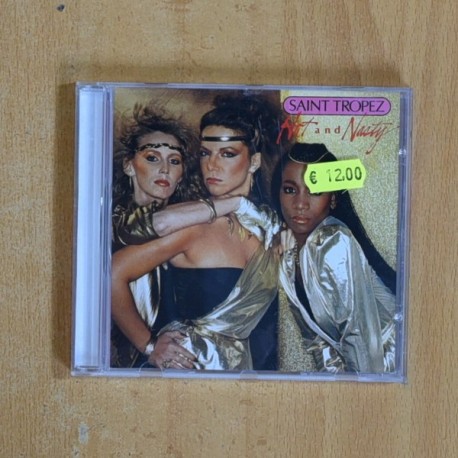 SAINT TROPEZ
Hot and Nasty
€ 12.00